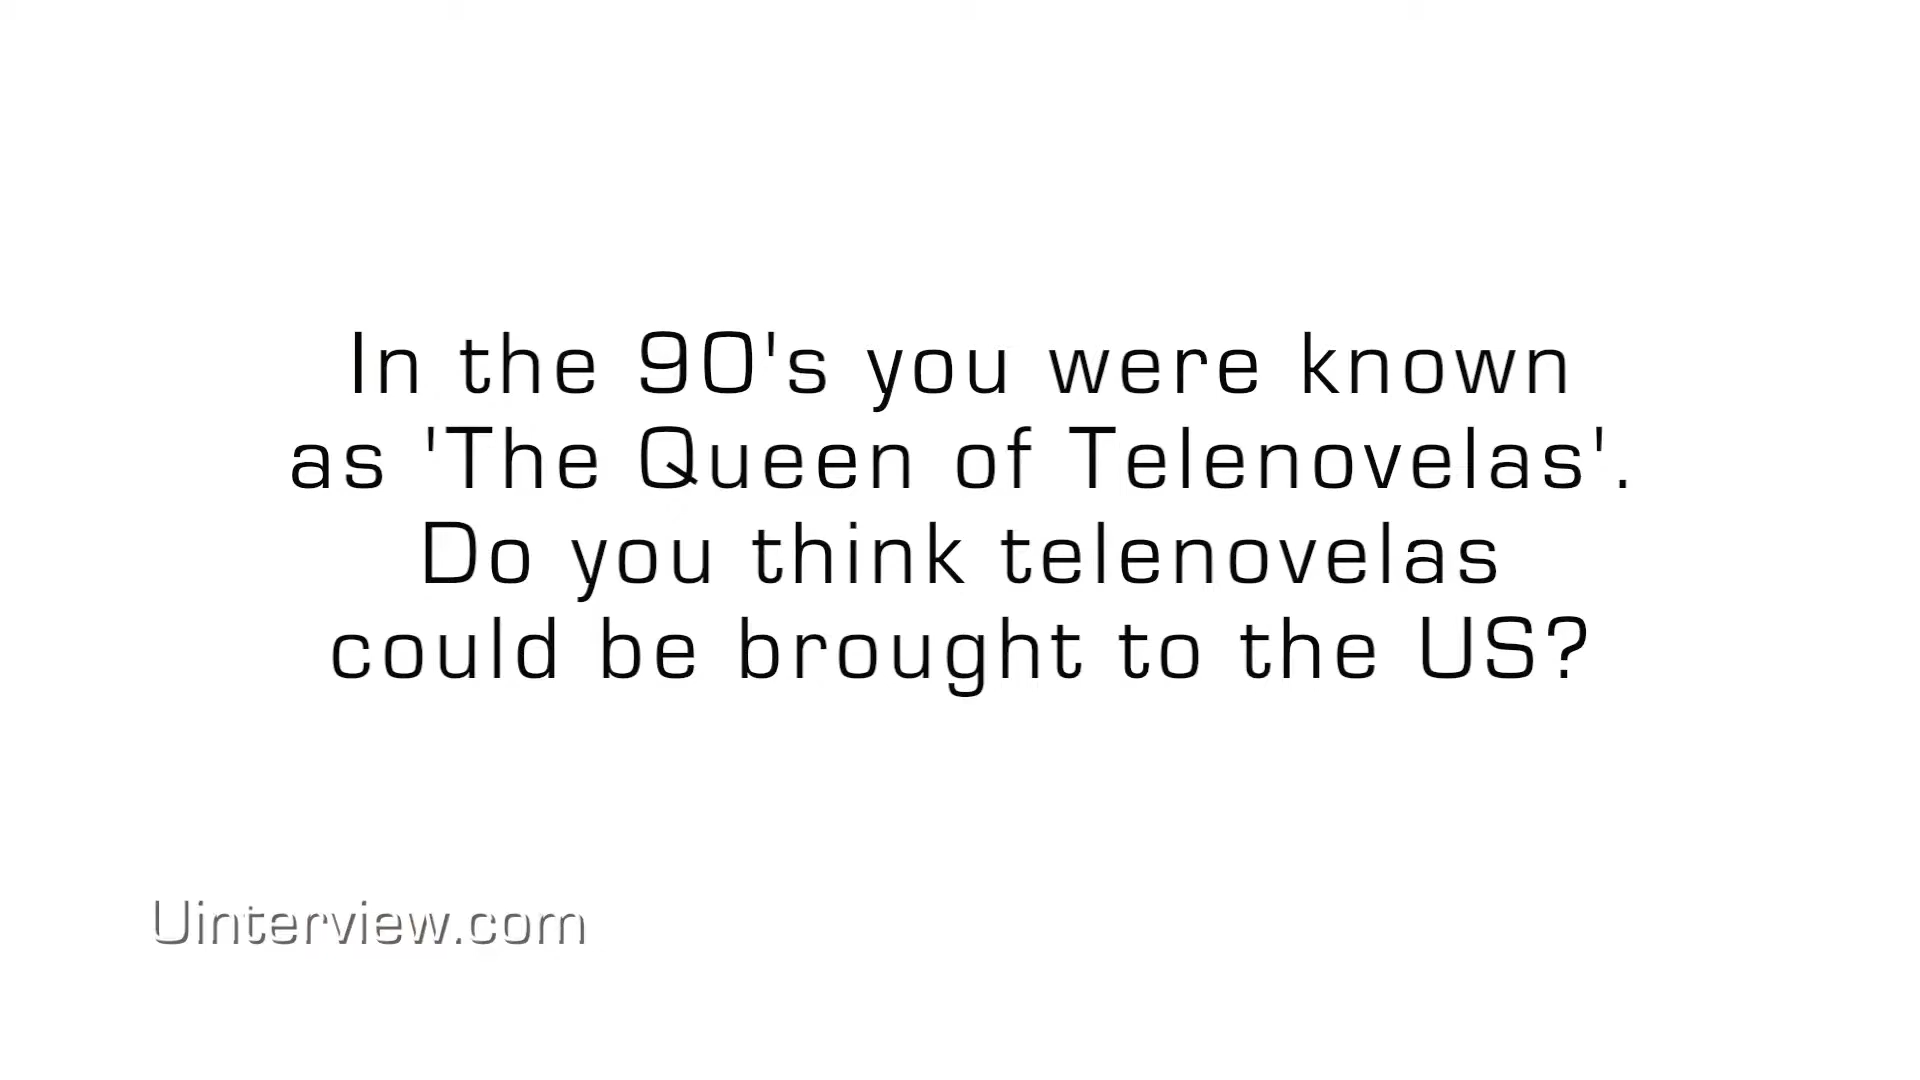 In the 90's you were known
as 'The Queen of Telenovelas'.
Do you think telenovelas
could be brought to the US?
Uinterview.com